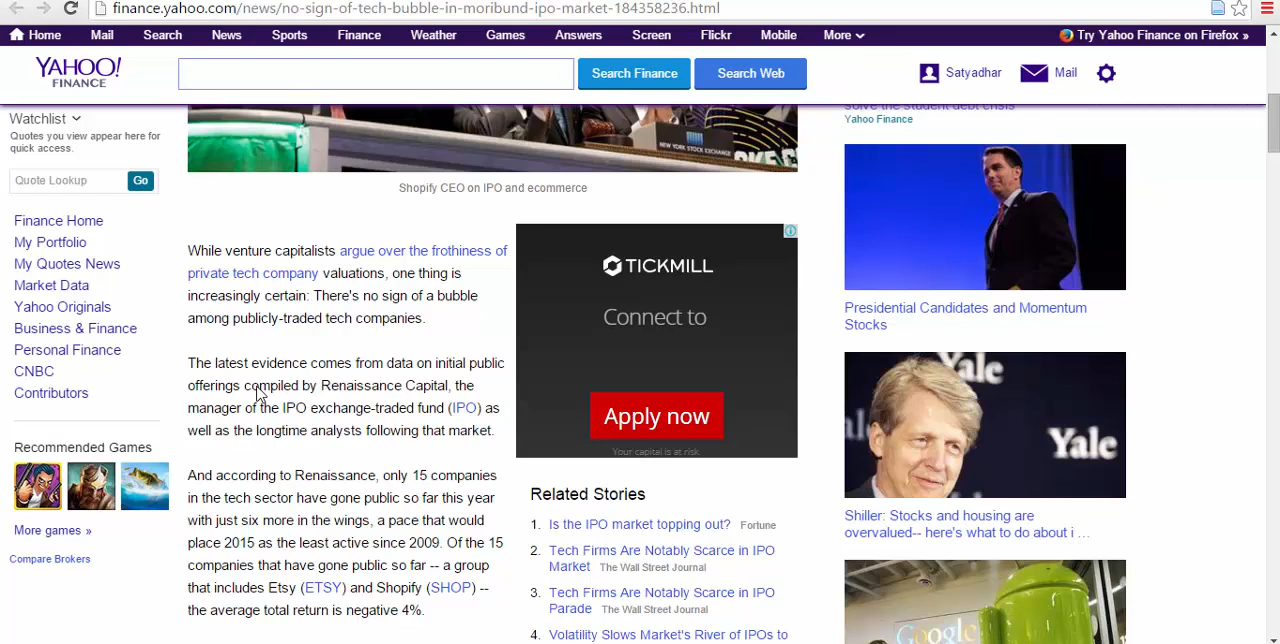 finance.yahoo.com/news/no-sign-of-tech-bubble-in-moribund-ipo-market-184358236.html
Home Mail Search News Sports Finance Weather Games Answers Screen Flickr Mobile More Try Yahoo Finance on Firefox »
YAHOO!
FINANCE
Search Finance
Search Web
Satyadhar
Mail
Watchlist
Quotes you view appear here for
quick access.
Quote Lookup
Go
Finance Home
My Portfolio
My Quotes News
Market Data
Yahoo Originals
Business & Finance
Personal Finance
CNBC
Contributors
Recommended Games
More games »
Compare Brokers
NEW YORK STOCK EXCHANGE
Shopify CEO on IPO and ecommerce
While venture capitalists argue over the frothiness of
private tech company valuations, one thing is
increasingly certain: There's no sign of a bubble
among publicly-traded tech companies.
The latest evidence comes from data on initial public
offerings compiled by Renaissance Capital, the
manager of the IPO exchange-traded fund (IPO) as
well as the longtime analysts following that market.
And according to Renaissance, only 15 companies
in the tech sector have gone public so far this year
with just six more in the wings, a pace that would
place 2015 as the least active since 2009. Of the 15
companies that have gone public so far -- a group
that includes Etsy (ETSY) and Shopify (SHOP) --
the average total return is negative 4%.
TICKMILL
Connect to
Apply now
Your capital is at risk
Related Stories
1. Is the IPO market topping out? Fortune
2. Tech Firms Are Notably Scarce in IPO
Market The Wall Street Journal
3. Tech Firms Are Notably Scarce in IPO
Parade The Wall Street Journal
4. Volatility Slows Market's River of IPOs to
solve the student debt crisis
Yahoo Finance
Presidential Candidates and Momentum
Stocks
Yale
Yale
Shiller: Stocks and housing are
overvalued-- here's what to do about i ...
Google